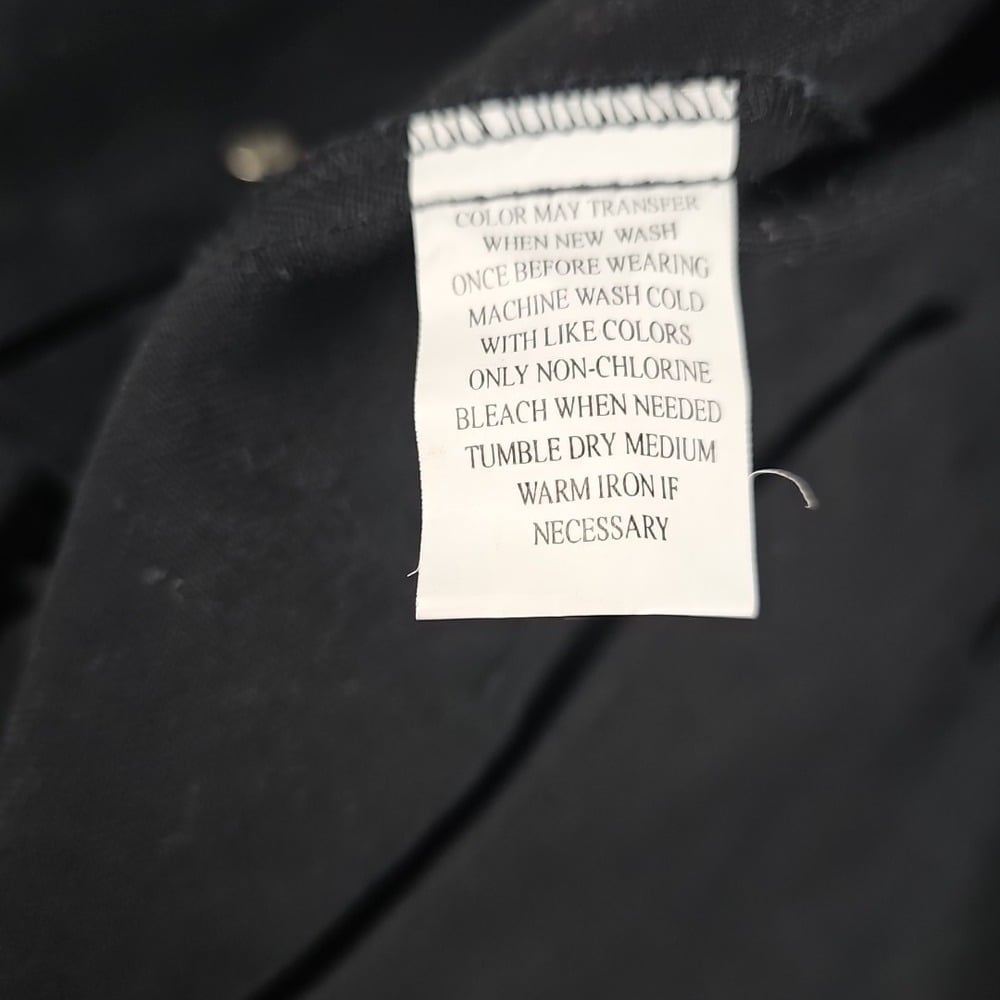 COLOR MAY TRANSFER
WHEN NEW WASH
ONCE BEFORE WEARING
MACHINE WASH COLD
WITH LIKE COLORS
ONLY NON-CHLORINE
BLEACH WHEN NEEDED
TUMBLE DRY MEDIUM
WARM IRON IF
NECESSARY